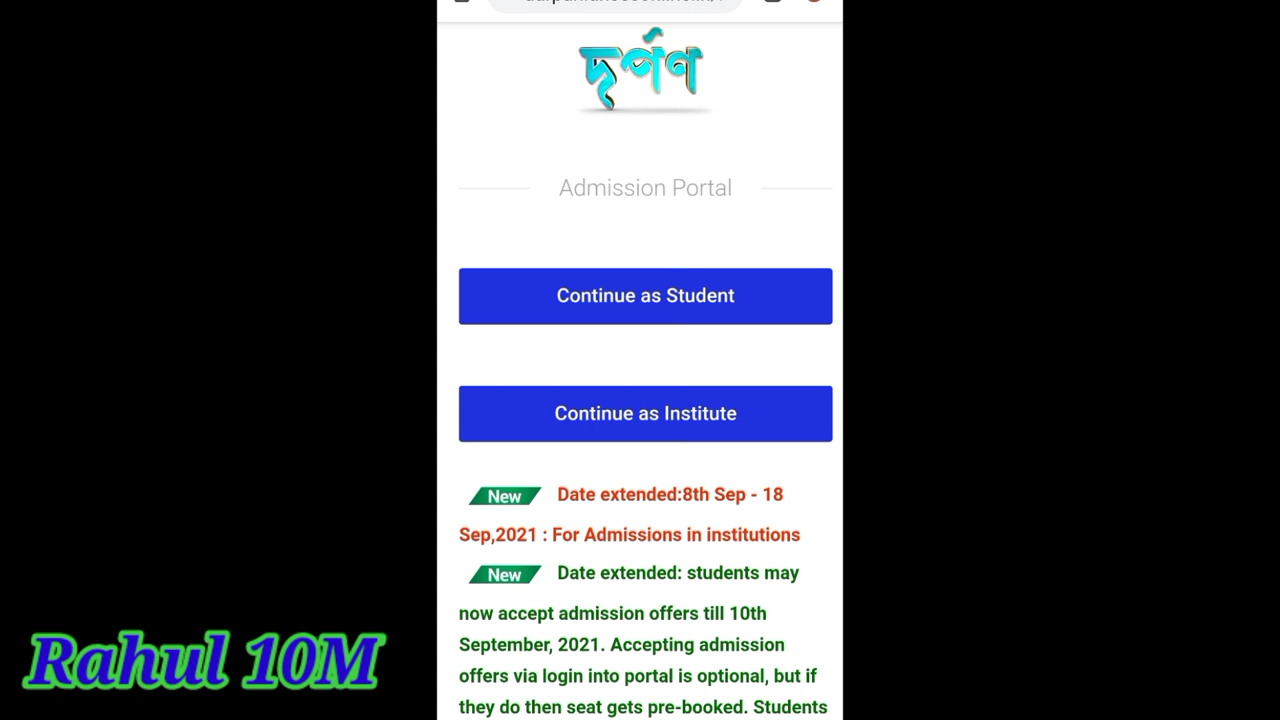 দর্পণ
Admission Portal
Continue as Student
Continue as Institute
New Date extended:8th Sep - 18
Sep,2021 : For Admissions in institutions
New Date extended: students may
now accept admission offers till 10th
September, 2021. Accepting admission
offers via login into portal is optional, but if
they do then seat gets pre-booked. Students
Rahul 10M